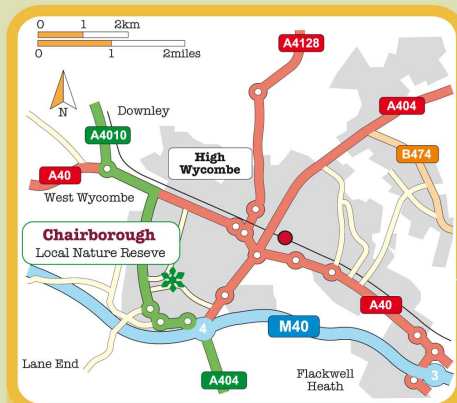 0 1 2km
0 1 2miles
A4128
A404
N
Downley
A4010
B474
High
Wycombe
A40
West Wycombe
Chairborough
Local Nature Reseve
A40
M40
4
Lane End
A404
Flackwell
Heath
3